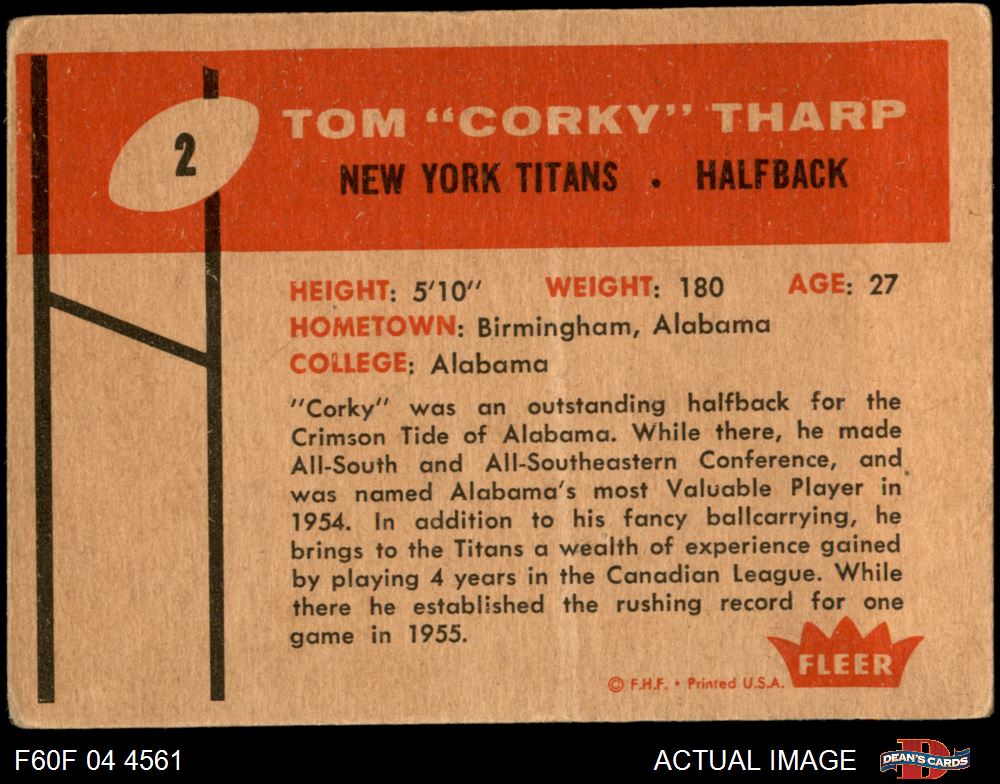 2
TOM “CORKY” THARP
NEW YORK TITANS . HALFBACK
HEIGHT: 5'10" WEIGHT: 180 AGE: 27
HOMETOWN: Birmingham, Alabama
COLLEGE: Alabama
"Corky" was an outstanding halfback for the
Crimson Tide of Alabama. While there, he made
All-South and All-Southeastern Conference, and
was named Alabama's most Valuable Player in
1954. In addition to his fancy ballcarrying, he
brings to the Titans a wealth of experience gained
by playing 4 years in the Canadian League. While
there he established the rushing record for one
game in 1955.
FLEER
© F.H.F. • Printed U.S.A.
F60F 04 4561 ACTUAL IMAGE D DEAN'S CARDS